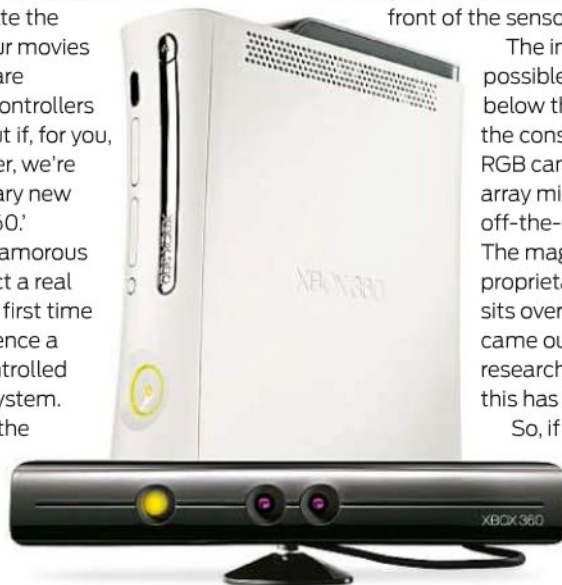 te the
ur movies
are
ontrollers
ut if, for you,
er, we're
ary new
60.'
amorous
ct a real
first time
ence a
ntrolled
ystem.
the
XBOX 360
XBOX 360
front of the senso
The in
possible
below th
the cons
RGB car
array mi
off-the-
The mag
proprieta
sits over
came ou
research
this has
So, if